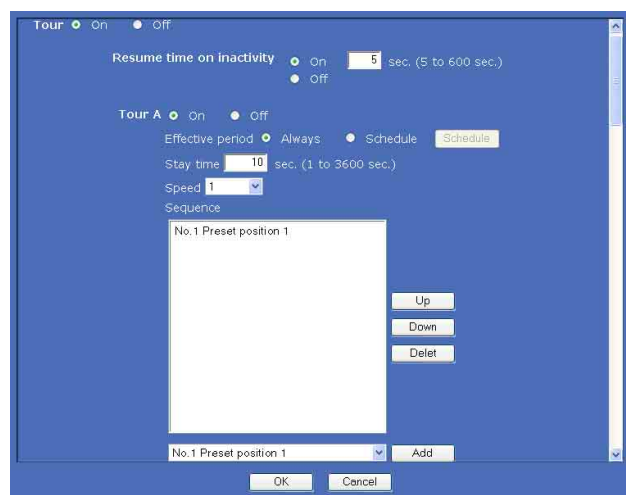 Tour On Off
Resume time on inactivity On 5 sec. (5 to 600 sec.)
Off
Tour A On Off
Effective period Always Schedule Schedule
Stay time 10 sec. (1 to 3600 sec.)
Speed 1
Sequence
No.1 Preset position 1
Up
Down
Delet
No.1 Preset position 1 Add
OK Cancel